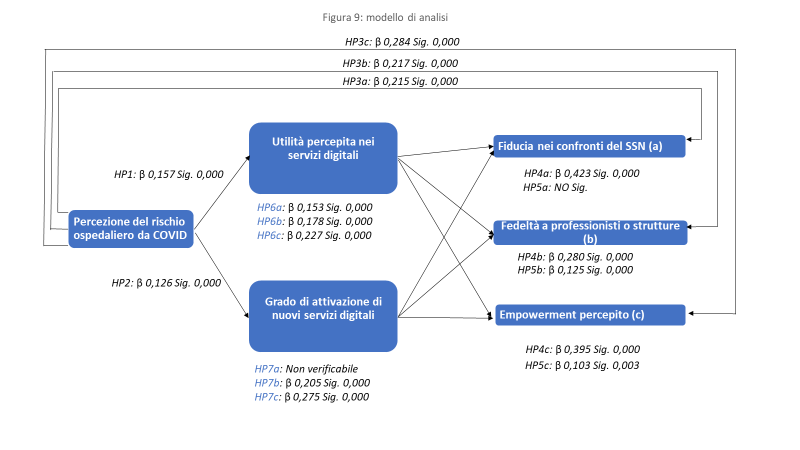 Figura 9: modello di analisi
HP3c: β 0,284 Sig. 0,000
HP3b: β 0,217 Sig. 0,000
HP3a: β 0,215 Sig. 0,000
Utilità percepita nei
servizi digitali
Fiducia nei confronti del SSN (a)
HP1: β 0,157 Sig. 0,000
HP4a: β 0,423 Sig. 0,000
HP5a: NO Sig.
HP6a: β 0,153 Sig. 0,000
HP6b: β 0,178 Sig. 0,000
HP6c: β 0,227 Sig. 0,000
Percezione del rischio
ospedaliero da COVID
Fedeltà a professionisti o strutture
(b)
HP4b: β 0,280 Sig. 0,000
HP5b: β 0,125 Sig. 0,000
HP2: β 0,126 Sig. 0,000
Grado di attivazione di
nuovi servizi digitali
Empowerment percepito (c)
HP4c: β 0,395 Sig. 0,000
HP5c: β 0,103 Sig. 0,003
HP7a: Non verificabile
HP7b: β 0,205 Sig. 0,000
HP7c: β 0,275 Sig. 0,000